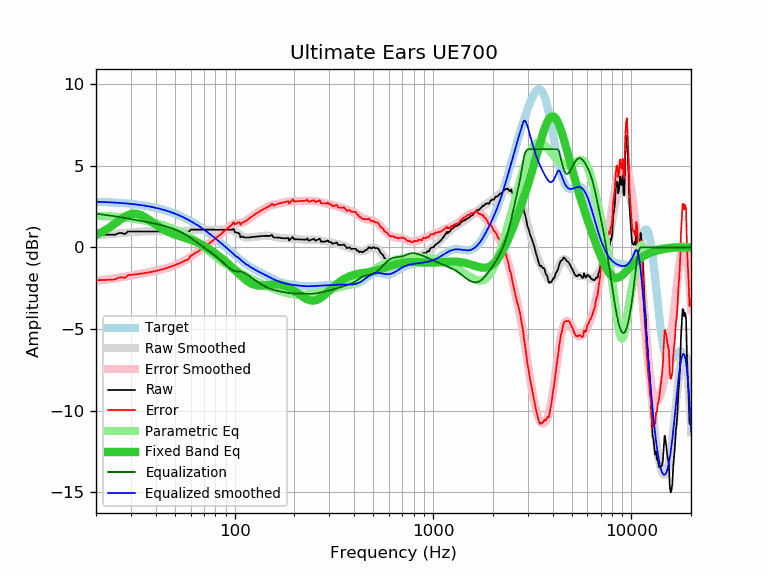 Ultimate Ears UE700
Amplitude (dBr)
10
5
0
−5
−10
−15
Target
Raw Smoothed
Error Smoothed
Raw
Error
Parametric Eq
Fixed Band Eq
Equalization
Equalized smoothed
100 1000 10000
Frequency (Hz)